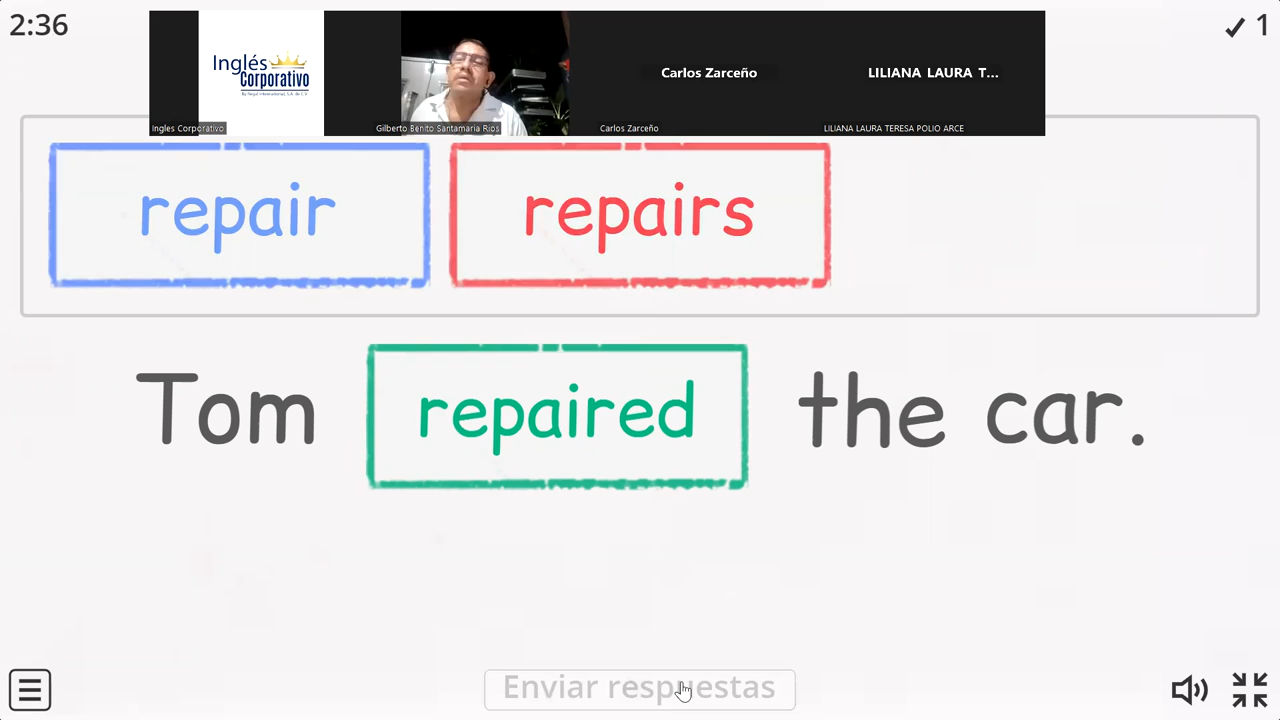 2:36
✓ 1
Inglés
Corporativo
Ingles Corporativo
Gilberto Benito Santamaria Rios
Carlos Zarceño
Carlos Zarceño
LILIANA LAURA T...
LILIANA LAURA TERESA POLIO ARCE
repair repairs
Tom repaired the car.
Enviar respuestas